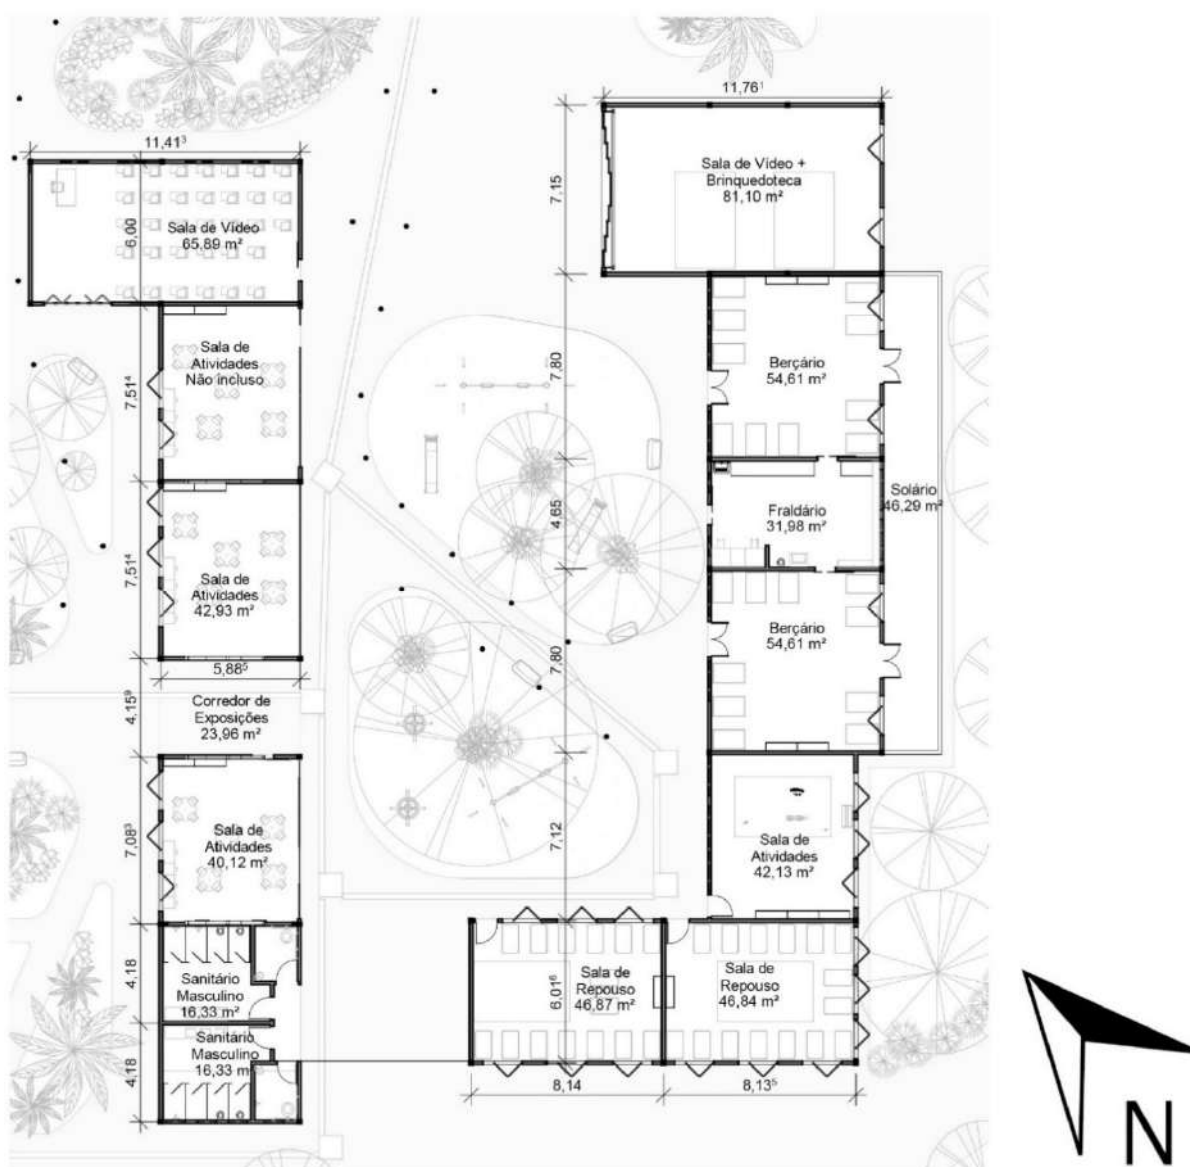 11,76¹
11,41³
7,15
Sala de Vídeo +
Brinquedoteca
81,10 m²
6,00
Sala de Vídeo
65,89 m²
Sala de
Atividades
Não incluso
7,51⁴
7,80
Berçário
54,61 m²
Solário
46,29 m²
4,65
Fraldário
31,98 m²
7,51⁴
Sala de
Atividades
42,93 m²
5,88⁵
7,80
Berçário
54,61 m²
4.15⁹
Corredor de
Exposições
23,96 m²
7,08³
Sala de
Atividades
40,12 m²
7,12
Sala de
Atividades
42,13 m²
4,18
Sanitário
Masculino
16,33 m²
6,01⁶
Sala de
Repouso
46,87 m²
Sala de
Repouso
46,84 m²
4,18
Sanitário
Masculino
16,33 m
8,14
8,13⁵
N